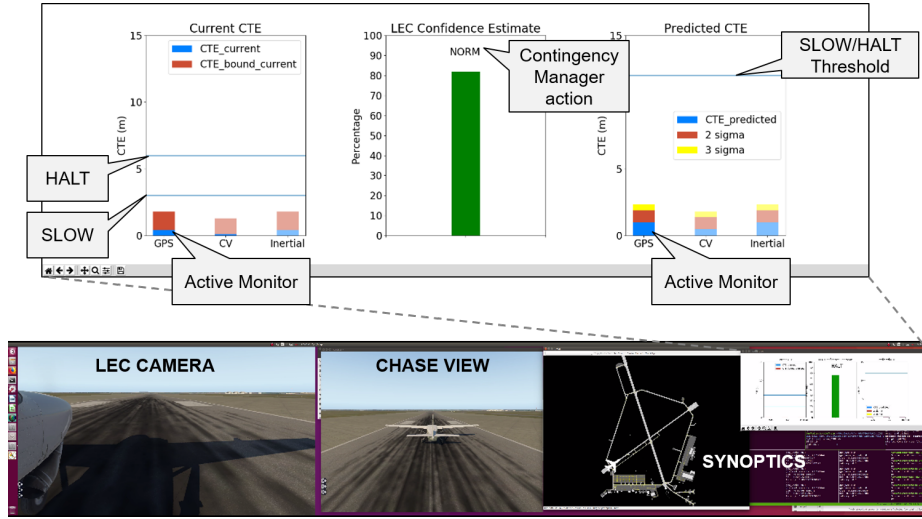 Current CTE
LEC Confidence Estimate
Predicted CTE
15
CTE_current
CTE_bound_current
10
CTE (m)
5
0
GPS
CV
Inertial
HALT
SLOW
Active Monitor
100
90
80
70
60
50
40
30
20
10
0
Percentage
NORM
Contingency
Manager
action
15
SLOW/HALT
Threshold
CTE_predicted
2 sigma
3 sigma
CTE (m)
5
0
GPS
CV
Inertial
Active Monitor
LEC CAMERA
CHASE VIEW
SYNOPTICS
HALT